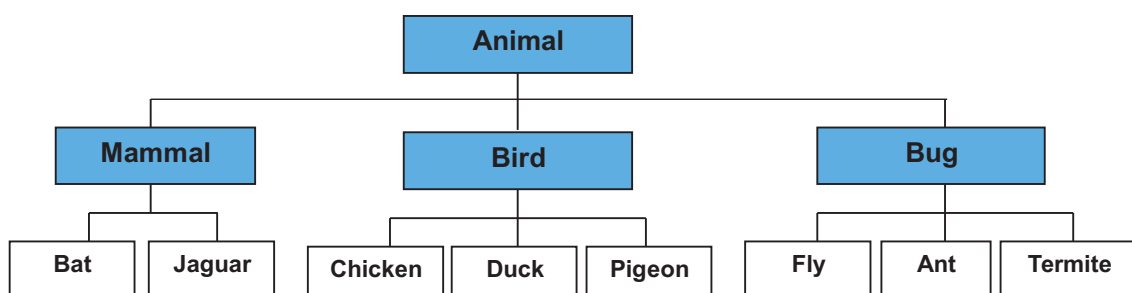 Animal
Mammal
Bird
Bug
Bat
Jaguar
Chicken
Duck
Pigeon
Fly
Ant
Termite